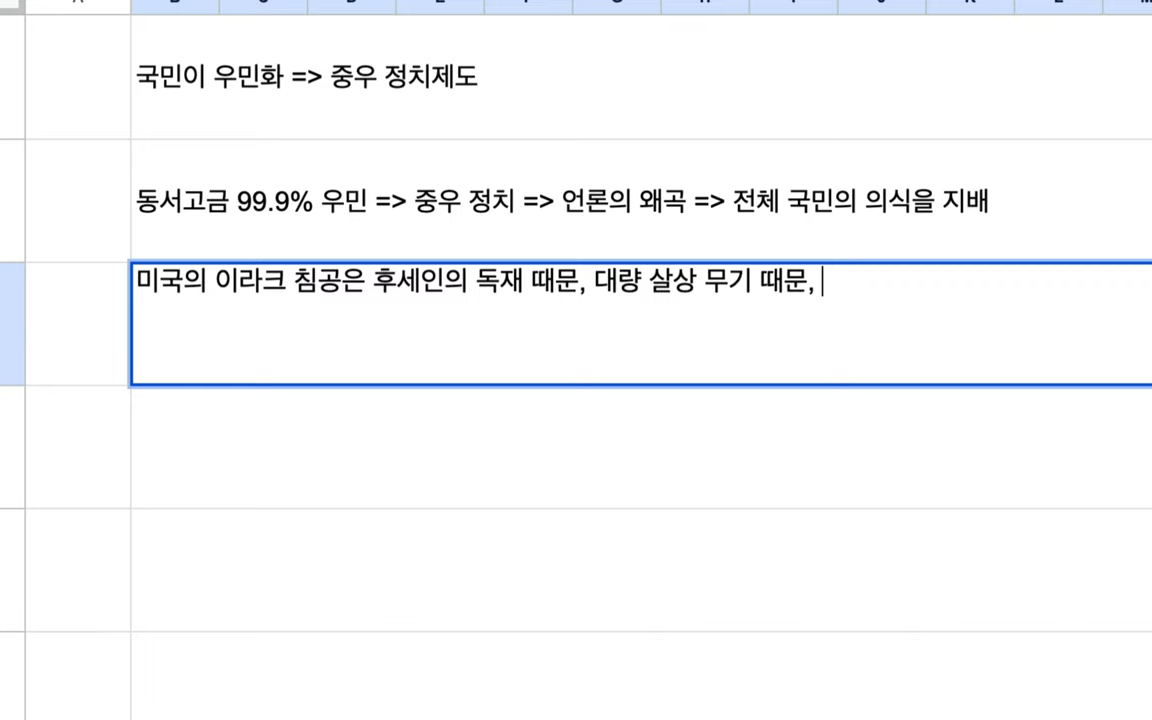 국민이 우민화 => 중우 정치제도
동서고금 99.9% 우민 => 중우 정치 => 언론의 왜곡 => 전체 국민의 의식을 지배
미국의 이라크 침공은 후세인의 독재 때문, 대량 살상 무기 때문,